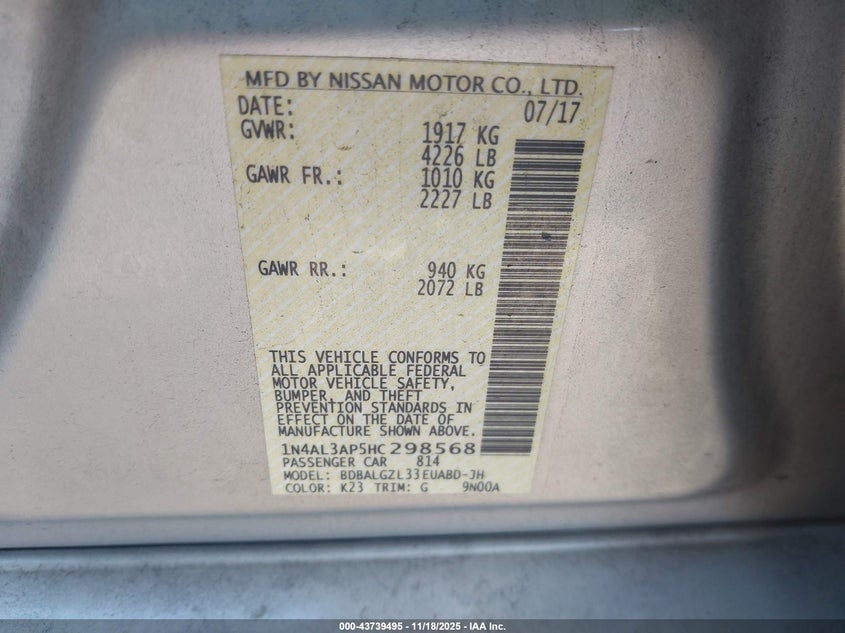 MFD BY NISSAN MOTOR CO., LTD.
DATE: 07/17
GVWR: 1917 KG
4226 LB
GAWR FR.: 1010 KG
2227 LB
GAWR RR.: 940 KG
2072 LB
THIS VEHICLE CONFORMS TO
ALL APPLICABLE FEDERAL
MOTOR VEHICLE SAFETY,
BUMPER, AND THEFT
PREVENTION STANDARDS IN
EFFECT ON THE DATE OF
MANUFACTURE SHOWN ABOVE.
1N4AL3AP5HC298568
PASSENGER CAR 814
MODEL: BDBALGZL33EUABD-JH
COLOR: K23 TRIM: G 9N00A
000-43739495 - 11/18/2025 - IAA Inc.